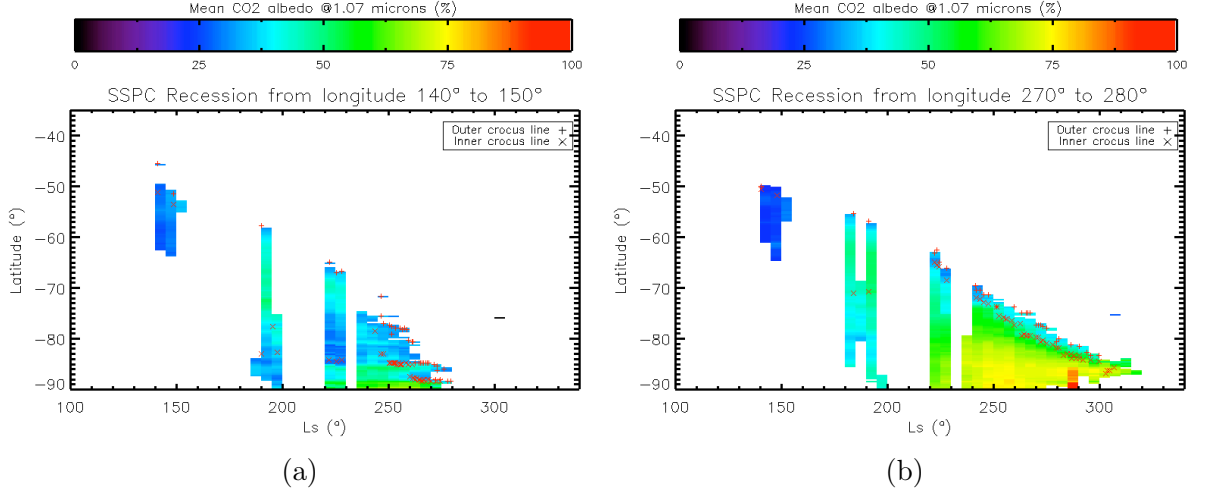 Mean CO2 albedo @1.07 microns (%)
0 25 50 75 100
SSPC Recession from longitude 140° to 150°
Outer crocus line +
Inner crocus line ×
Latitude (°)
−40
−50
−60
−70
−80
−90
100 150 200 250 300
Ls (°)
(a)
Mean CO2 albedo @1.07 microns (%)
0 25 50 75 100
SSPC Recession from longitude 270° to 280°
Outer crocus line +
Inner crocus line ×
Latitude (°)
−40
−50
−60
−70
−80
−90
100 150 200 250 300
Ls (°)
(b)